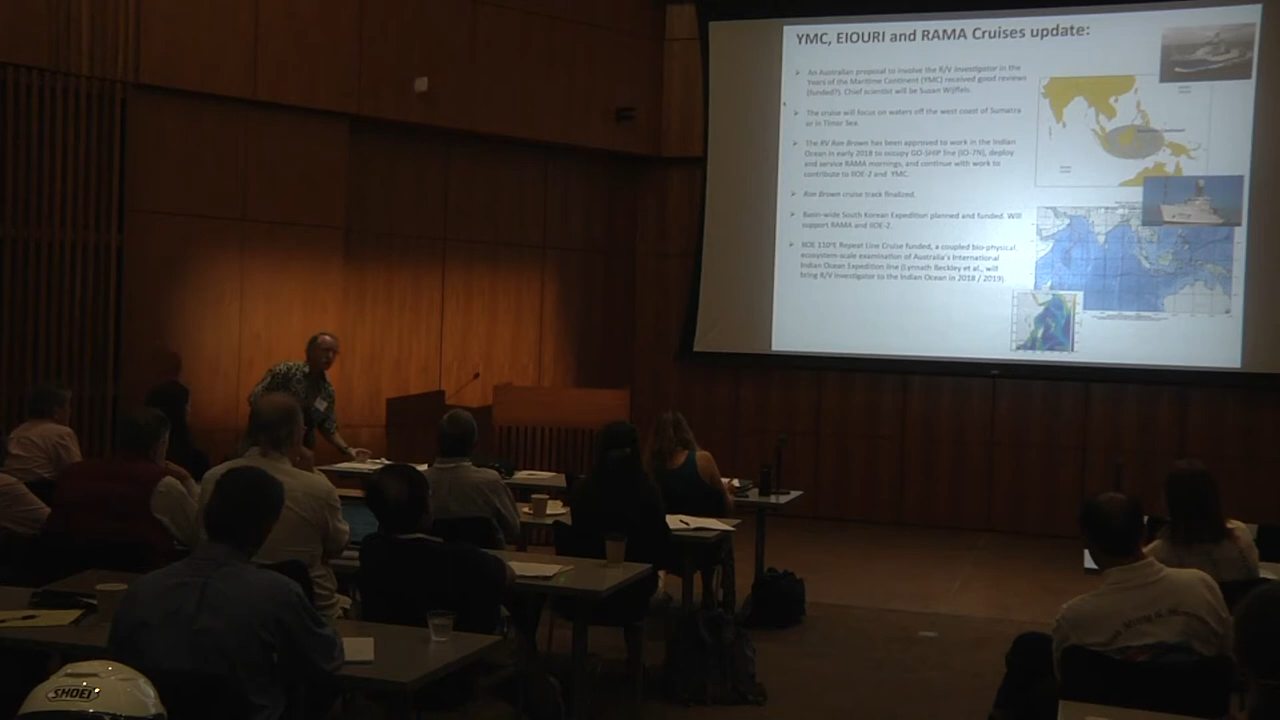 YMC, EIOURI and RAMA Cruises update:
An Australian proposal to involve the R/V Investigator in the
Years of the Maritime Continent (YMC) received good reviews
(funded?). Chief scientist will be Susan Wijffels.
The cruise will focus on waters off the west coast of Sumatra
or in Timor Sea.
The RV Ron Brown has been approved to work in the Indian
Ocean in early 2018 to occupy GO-SHIP line (IO-7N), deploy
and service RAMA mornings, and continue with work to
contribute to IIOE-2 and YMC.
Ron Brown cruise track finalized.
Basin-wide South Korean Expedition planned and funded. Will
support RAMA and IIOE-2.
IIOE 110°E Repeat Line Cruise funded, a coupled bio-physical
ecosystem-scale examination of Australia's International
Indian Ocean Expedition line (Lynnath Beckley et al., will
bring R/V Investigator to the Indian Ocean in 2018 / 2019).
SHOEI